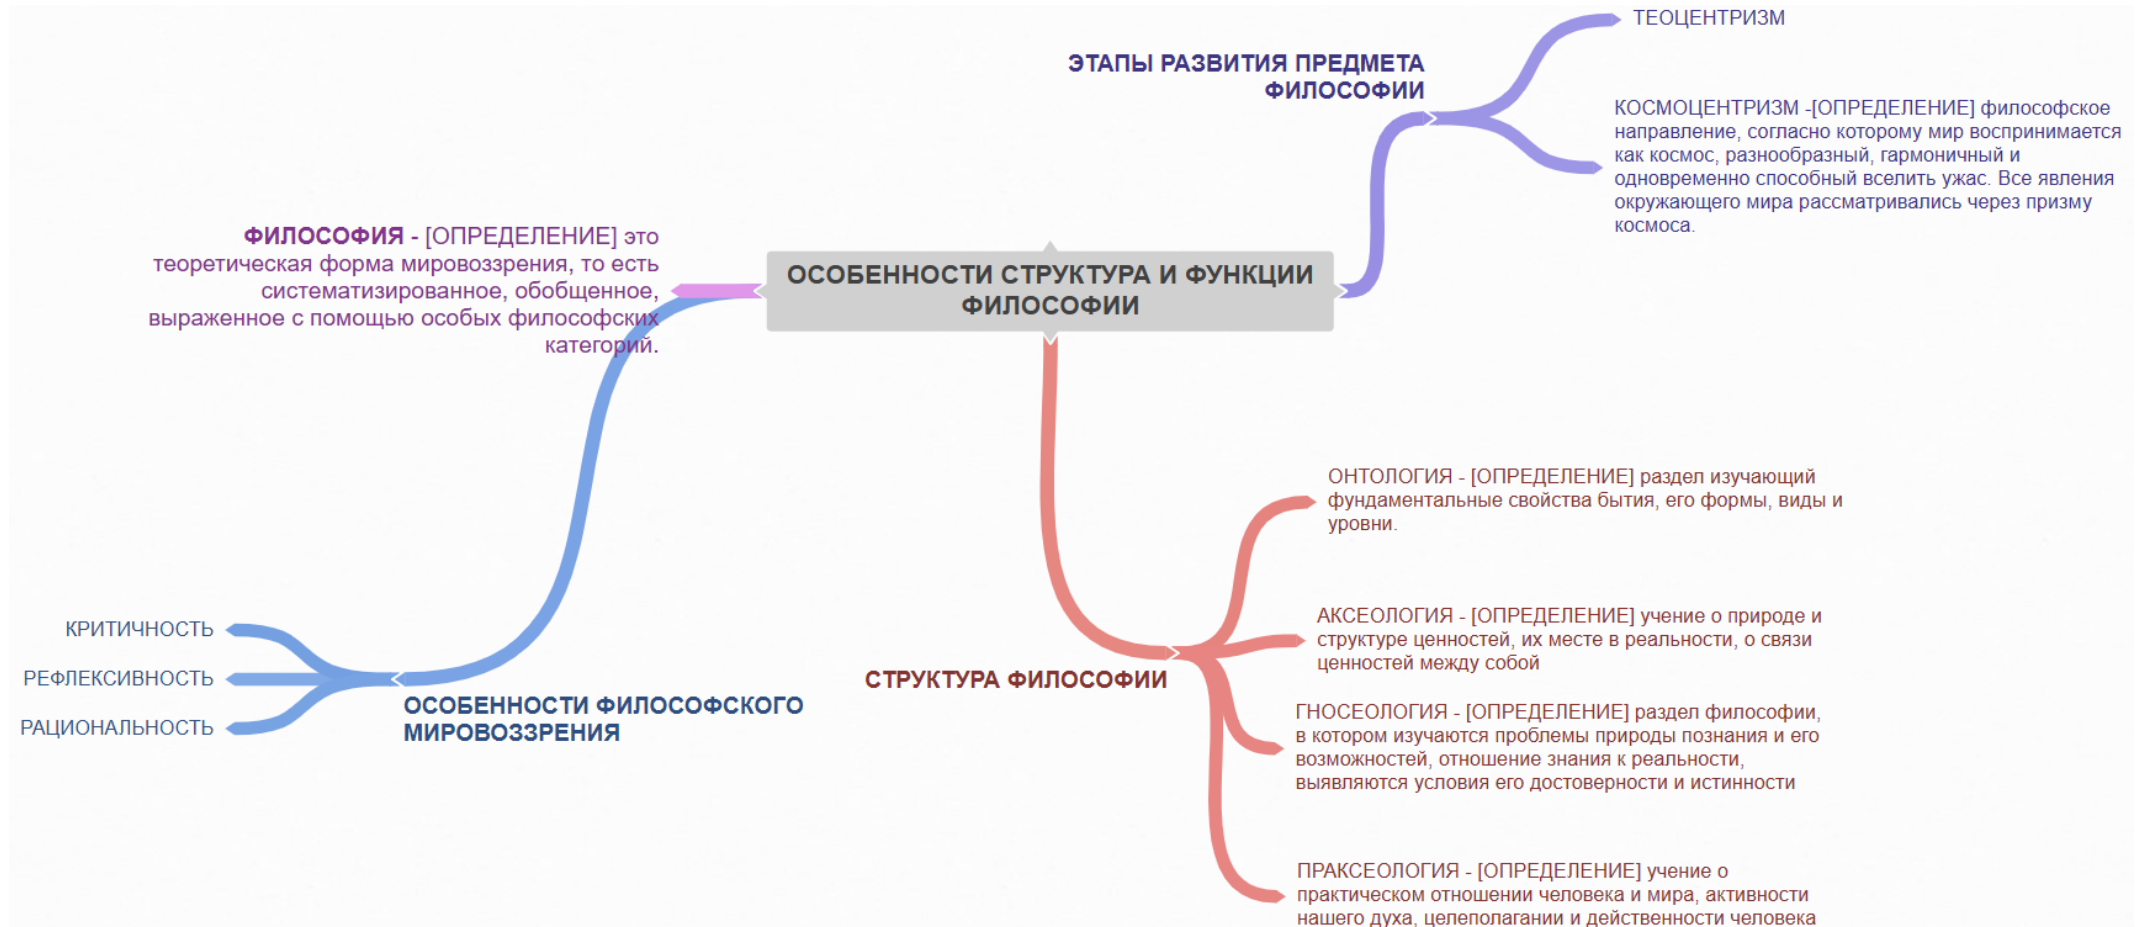 ТЕОЦЕНТРИЗМ
ЭТАПЫ РАЗВИТИЯ ПРЕДМЕТА
ФИЛОСОФИИ
КОСМОЦЕНТРИЗМ -[ОПРЕДЕЛЕНИЕ] философское
направление, согласно которому мир воспринимается
как космос, разнообразный, гармоничный и
одновременно способный вселить ужас. Все явления
окружающего мира рассматривались через призму
космоса.
ФИЛОСОФИЯ - [ОПРЕДЕЛЕНИЕ] это
теоретическая форма мировоззрения, то есть
систематизированное, обобщенное,
выраженное с помощью особых философских
категорий.
ОСОБЕННОСТИ СТРУКТУРА И ФУНКЦИИ
ФИЛОСОФИИ
ОНТОЛОГИЯ - [ОПРЕДЕЛЕНИЕ] раздел изучающий
фундаментальные свойства бытия, его формы, виды и
уровни.
АКСЕОЛОГИЯ - [ОПРЕДЕЛЕНИЕ] учение о природе и
структуре ценностей, их месте в реальности, о связи
ценностей между собой
КРИТИЧНОСТЬ
РЕФЛЕКСИВНОСТЬ
РАЦИОНАЛЬНОСТЬ
ОСОБЕННОСТИ ФИЛОСОФСКОГО
МИРОВОЗЗРЕНИЯ
СТРУКТУРА ФИЛОСОФИИ
ГНОСЕОЛОГИЯ - [ОПРЕДЕЛЕНИЕ] раздел философии,
в котором изучаются проблемы природы познания и его
возможностей, отношение знания к реальности,
выявляются условия его достоверности и истинности
ПРАКСЕОЛОГИЯ - [ОПРЕДЕЛЕНИЕ] учение о
практическом отношении человека и мира, активности
нашего духа, целеполагании и действенности человека